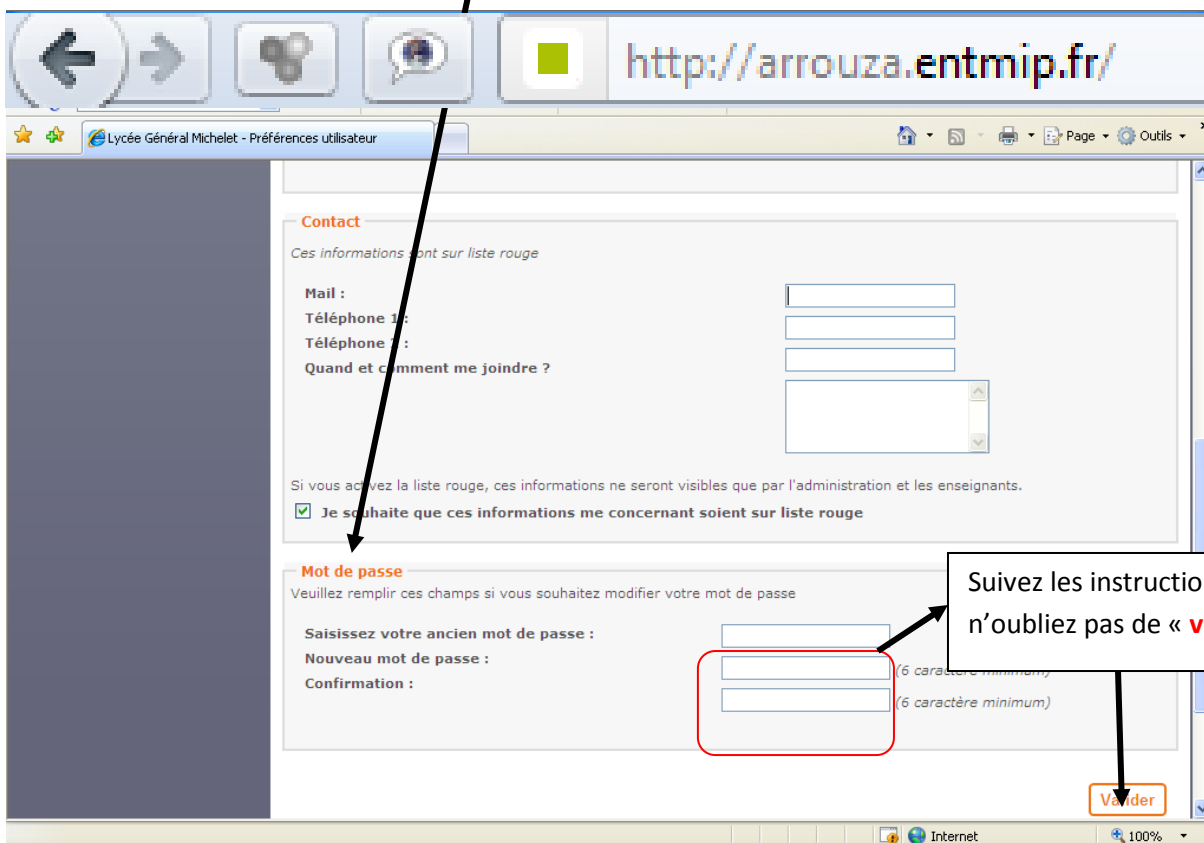 http://arrouza.entmip.fr/
Lycée Général Michelet - Préférences utilisateur
Page
Outils
Contact
Ces informations sont sur liste rouge
Mail :
Téléphone 1 :
Téléphone :
Quand et comment me joindre ?
Si vous activez la liste rouge, ces informations ne seront visibles que par l'administration et les enseignants.
Je souhaite que ces informations me concernant soient sur liste rouge
Mot de passe
Veuillez remplir ces champs si vous souhaitez modifier votre mot de passe
Suivez les instructio
n'oubliez pas de « v
Saisissez votre ancien mot de passe :
Nouveau mot de passe :
(6 caractère minimum)
Confirmation :
(6 caractère minimum)
Valider
Internet
100%